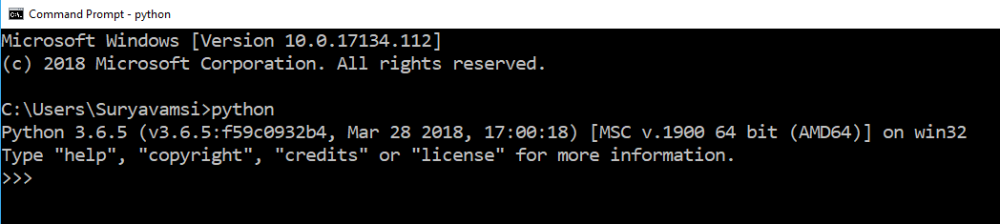 Command Prompt - python
Microsoft Windows [Version 10.0.17134.112]
(c) 2018 Microsoft Corporation. All rights reserved.
C:\Users\Suryavamsi>python
Python 3.6.5 (v3.6.5:f59c0932b4, Mar 28 2018, 17:00:18) [MSC v.1900 64 bit (AMD64)] on win32
Type "help", "copyright", "credits" or "license" for more information.
>>>